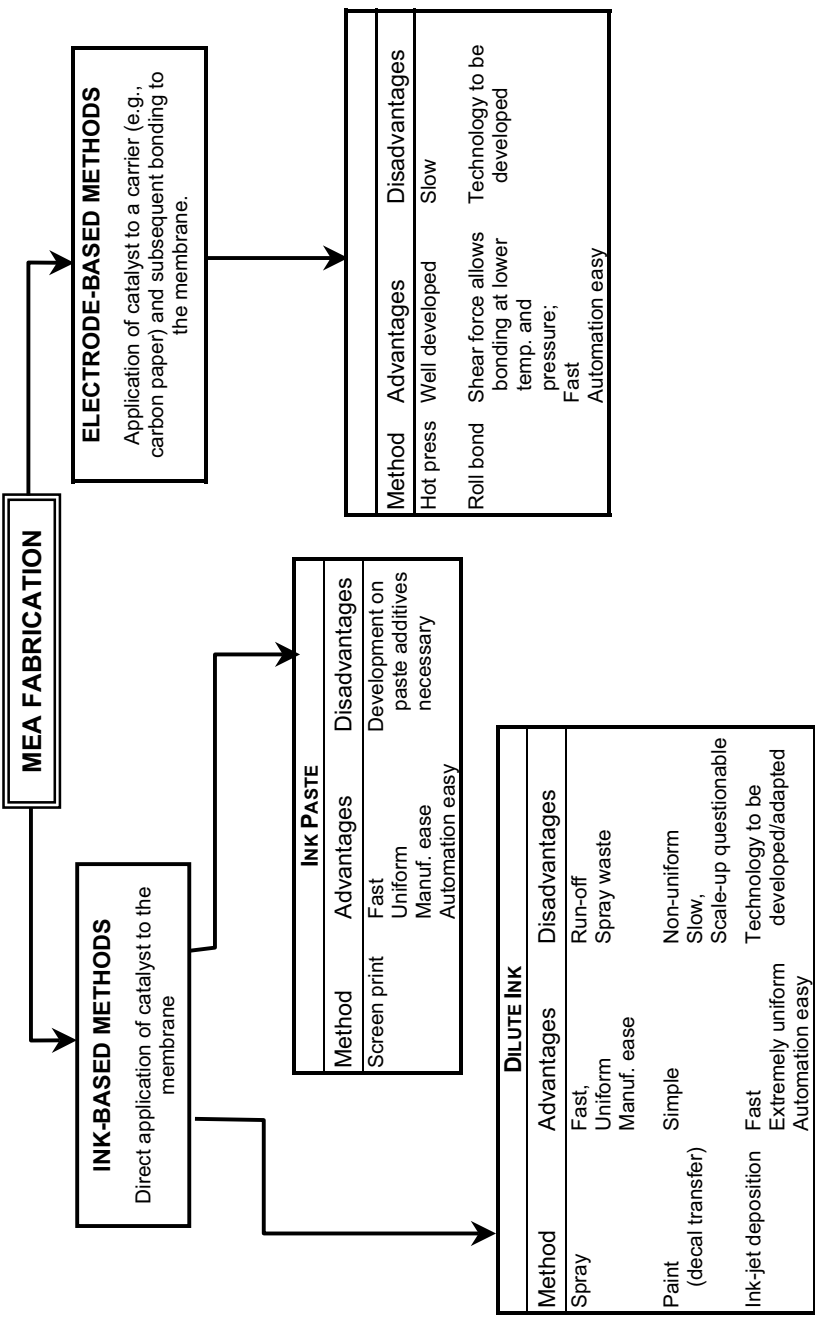 MEA FABRICATION
INK-BASED METHODS
Direct application of catalyst to the
membrane
ELECTRODE-BASED METHODS
Application of catalyst to a carrier (e.g.,
carbon paper) and subsequent bonding to
the membrane.
INK PASTE
Method Advantages Disadvantages
Screen print Fast Development on
Uniform paste additives
Manuf. ease necessary
Automation easy
Method Advantages Disadvantages
Hot press Well developed Slow
Roll bond Shear force allows Technology to be
bonding at lower developed
temp. and
pressure;
Fast
Automation easy
DILUTE INK
Method Advantages Disadvantages
Spray Fast, Run-off
Uniform Spray waste
Manuf. ease
Paint Simple Non-uniform
(decal transfer) Slow,
Scale-up questionable
Ink-jet deposition Fast Technology to be
Extremely uniform developed/adapted
Automation easy